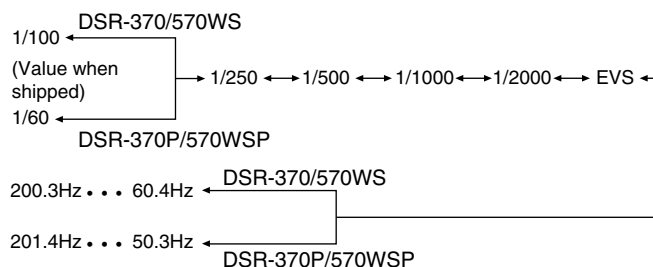 DSR-370/570WS
1/100
(Value when
shipped)
1/250 1/500 1/1000 1/2000 EVS
1/60
DSR-370P/570WSP
DSR-370/570WS
200.3Hz • • • 60.4Hz
201.4Hz • • • 50.3Hz
DSR-370P/570WSP